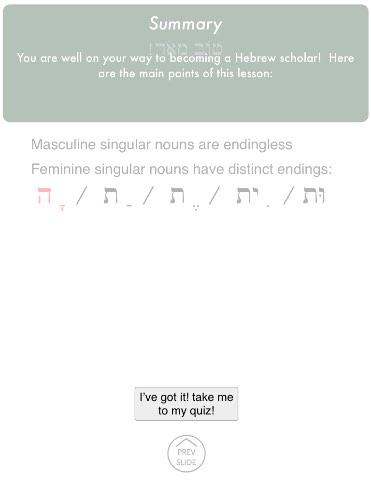 Summary
טוֹב מְאֹד!
You are well on your way to becoming a Hebrew scholar! Here
are the main points of this lesson:
Masculine singular nouns are endingless
Feminine singular nouns have distinct endings:
ָה / ַת / ֶת / ִית / וּת
I've got it! take me
to my quiz!
PREV
SLIDE